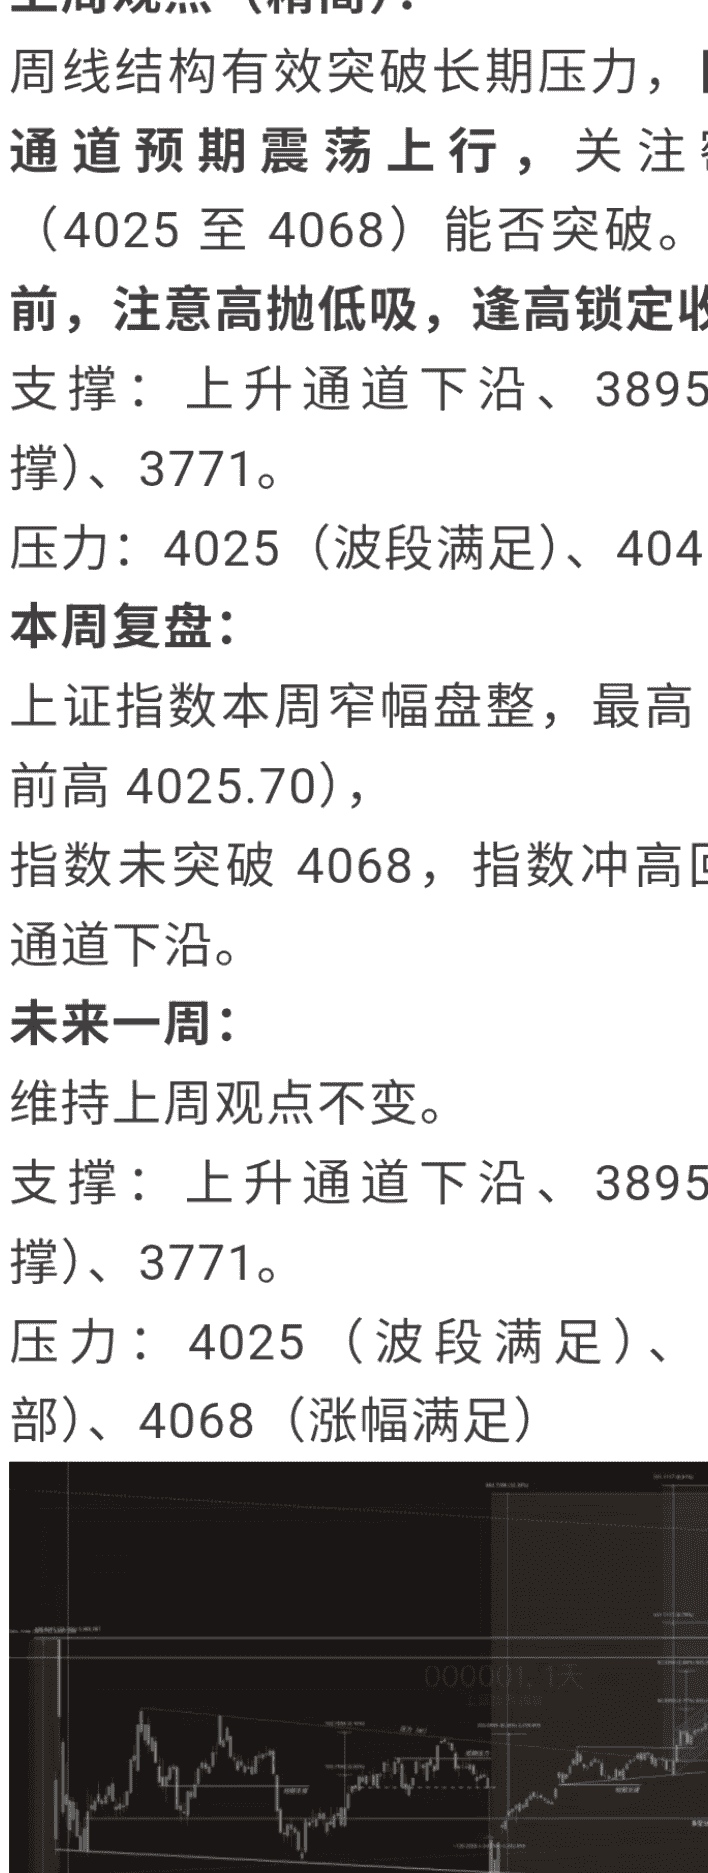 上周观点（精简）：
周线结构有效突破长期压力，
通道预期震荡上行，关注
（4025 至 4068）能否突破。
前，注意高抛低吸，逢高锁定收
支撑：上升通道下沿、3895
撑）、3771。
压力：4025（波段满足）、404
本周复盘：
上证指数本周窄幅盘整，最高
前高 4025.70），
指数未突破 4068，指数冲高回
通道下沿。
未来一周：
维持上周观点不变。
支撑：上升通道下沿、3895
撑）、3771。
压力：4025（波段满足）、
部）、4068（涨幅满足）
000001, 1天